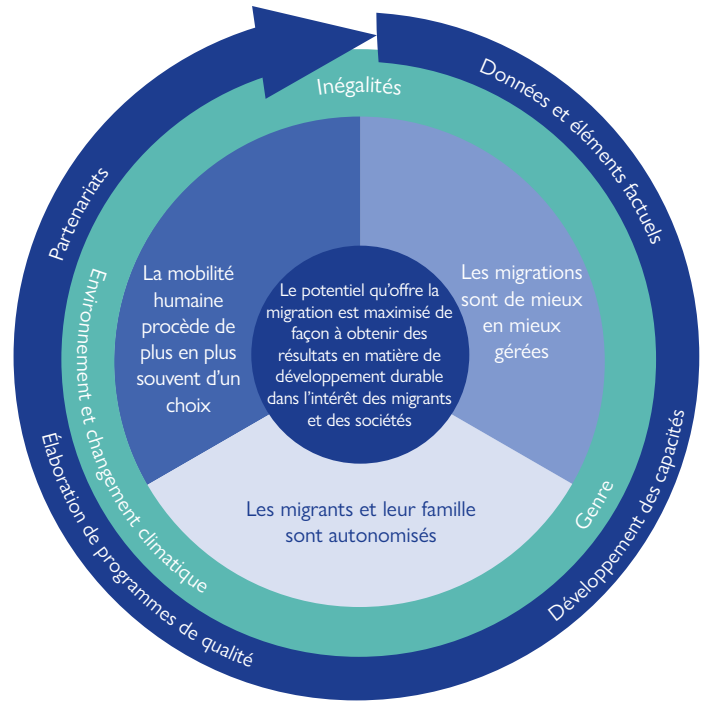 Inégalités
Données et éléments factuels
Partenariats
Environnement et changement climatique
La mobilité
humaine
procède de
plus en plus
souvent d’un
choix
Le potentiel qu’offre la
migration est maximisé de
façon à obtenir des
résultats en matière de
développement durable
dans l’intérêt des migrants
et des sociétés
Les migrations
sont de mieux
en mieux
gérées
Les migrants et leur famille
sont autonomisés
Genre
Développement des capacités
Élaboration de programmes de qualité